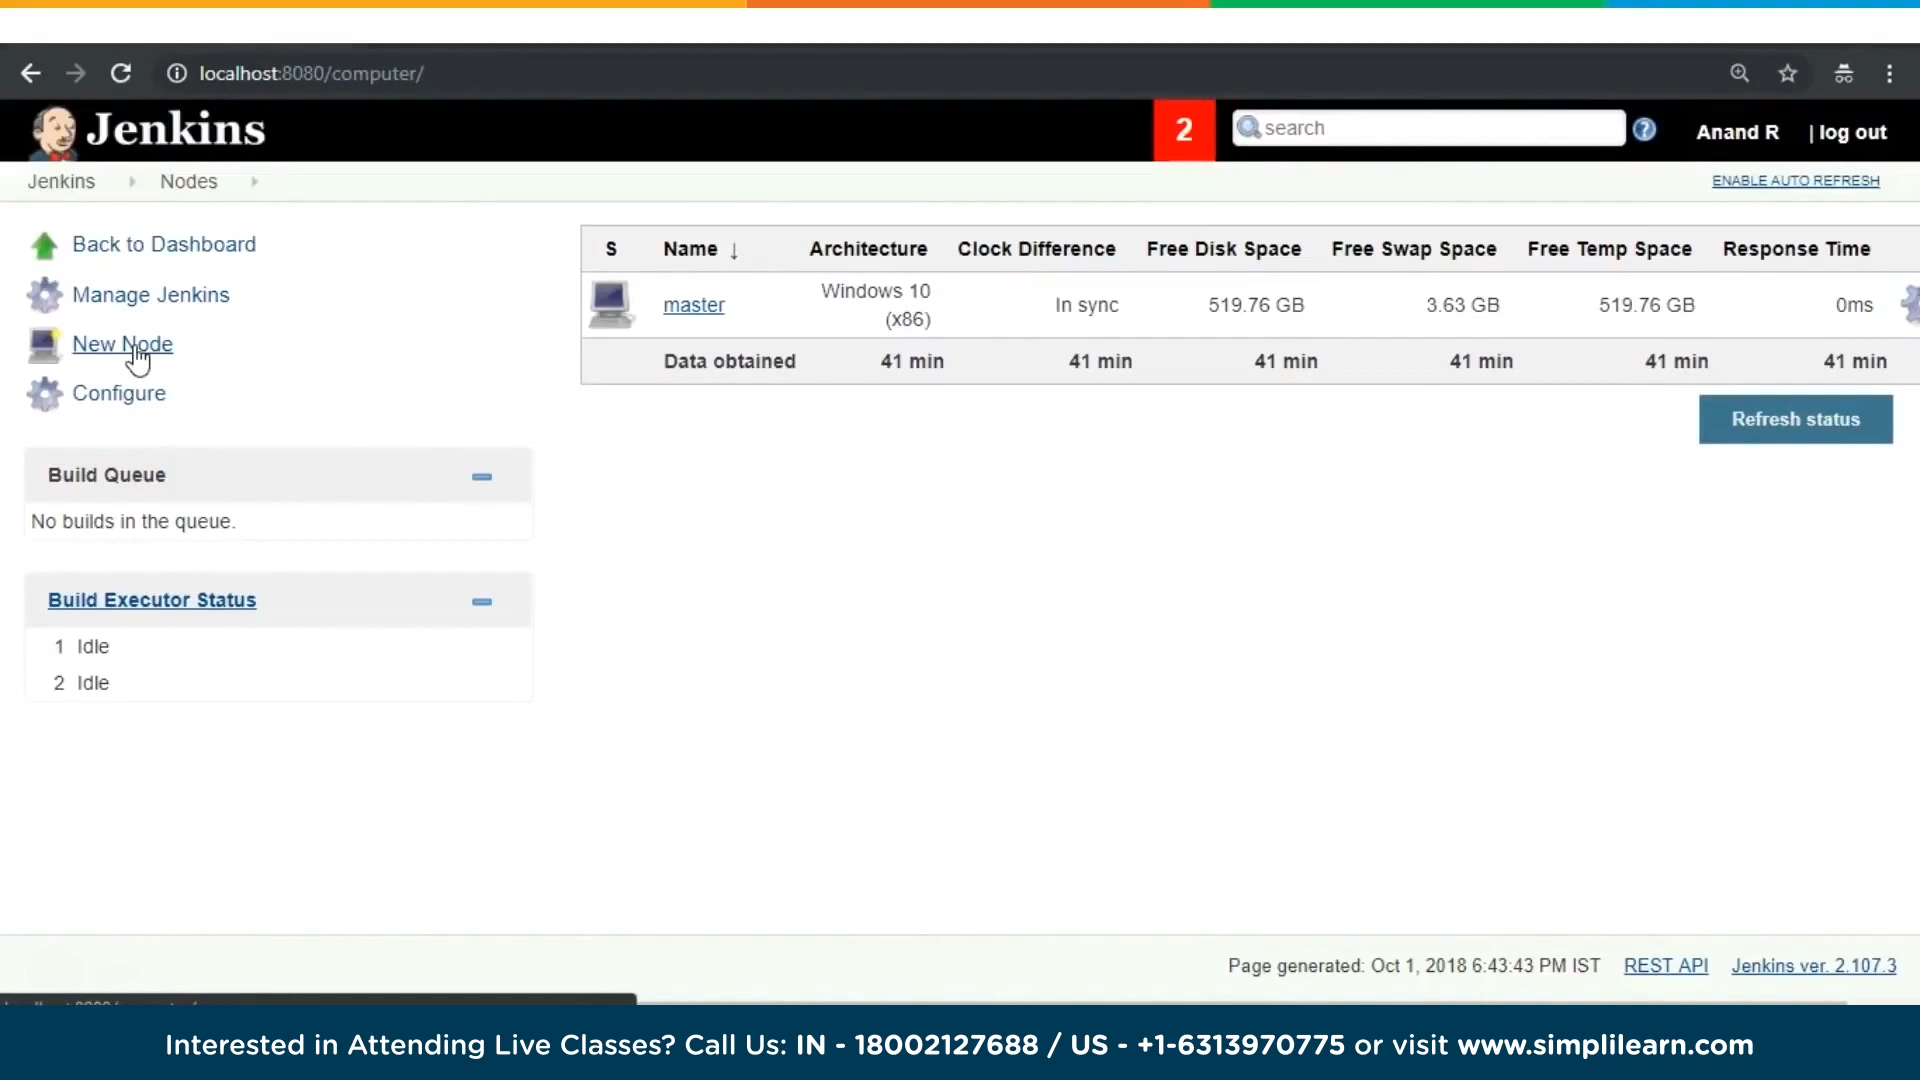 localhost:8080/computer/
Jenkins
2
search
Anand R
| log out
Jenkins
Nodes
ENABLE AUTO REFRESH
Back to Dashboard
Manage Jenkins
New Node
Configure
S Name ↓ Architecture Clock Difference Free Disk Space Free Swap Space Free Temp Space Response Time
master Windows 10 (x86) In sync 519.76 GB 3.63 GB 519.76 GB 0ms
Data obtained 41 min 41 min 41 min 41 min 41 min 41 min
Refresh status
Build Queue
No builds in the queue.
Build Executor Status
1 Idle
2 Idle
Page generated: Oct 1, 2018 6:43:43 PM IST REST API Jenkins ver. 2.107.3
Interested in Attending Live Classes? Call Us: IN - 18002127688 / US - +1-6313970775 or visit www.simplilearn.com